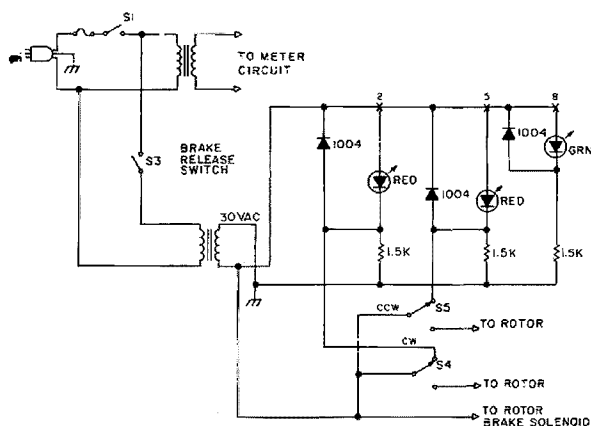 S1
TO METER
CIRCUIT
2
5
8
1004
1004
GRN
BRAKE
RELEASE
SWITCH
S3
RED
1004
RED
30VAC
1.5K
1.5K
1.5K
CCW
S5
TO ROTOR
CW
S4
TO ROTOR
TO ROTOR
BRAKE SOLENOID